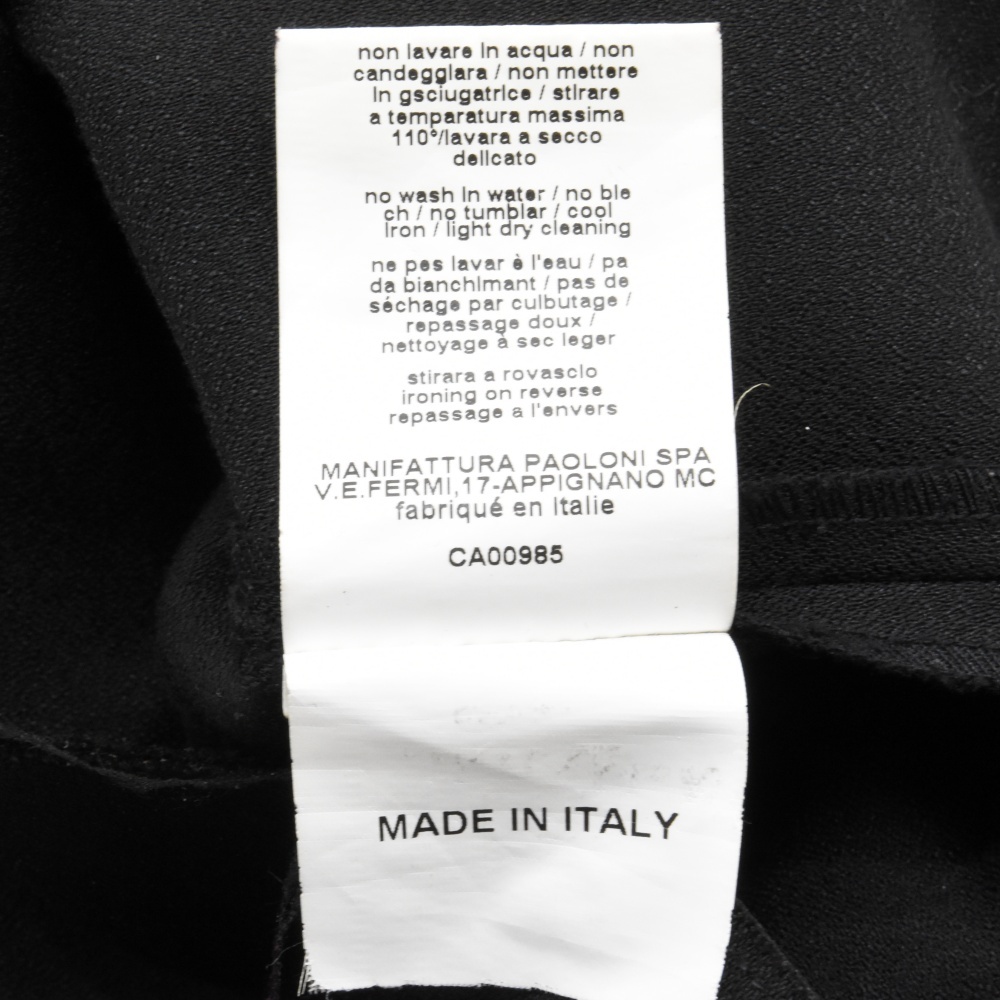 non lavare in acqua / non
candeggiara / non mettere
in gsciugatrice / stirare
a temparatura massima
110°/lavara a secco
delicato
no wash in water / no ble
ch / no tumblar / cool
iron / light dry cleaning
ne pes lavar è l'eau / pa
da bianchimant / pas de
séchage par culbutage /
repassage doux /
nettoyage à sec leger
stirara a rovascio
ironing on reverse
repassage a l'envers
MANIFATTURA PAOLONI SPA
V.E.FERMI,17-APPIGNANO MC
fabriqué en Italie
CA00985
MADE IN ITALY